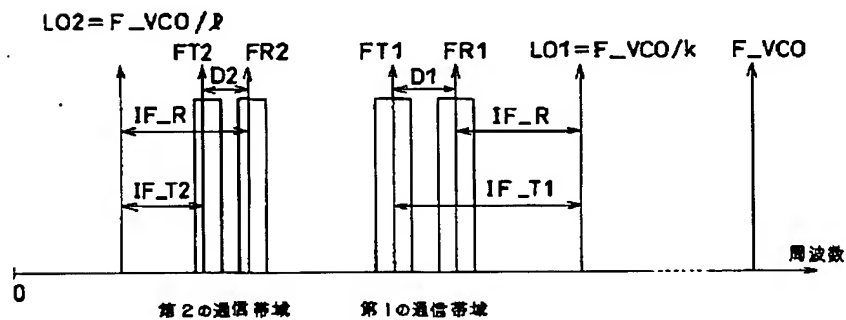 LO2=F_VCO/ℓ
FT2 FR2 FT1 FR1 LO1=F_VCO/k F_VCO
D2 D1
IF_R IF_R
IF_T2 IF_T1
周波数
0
第2の通信帯域 第1の通信帯域